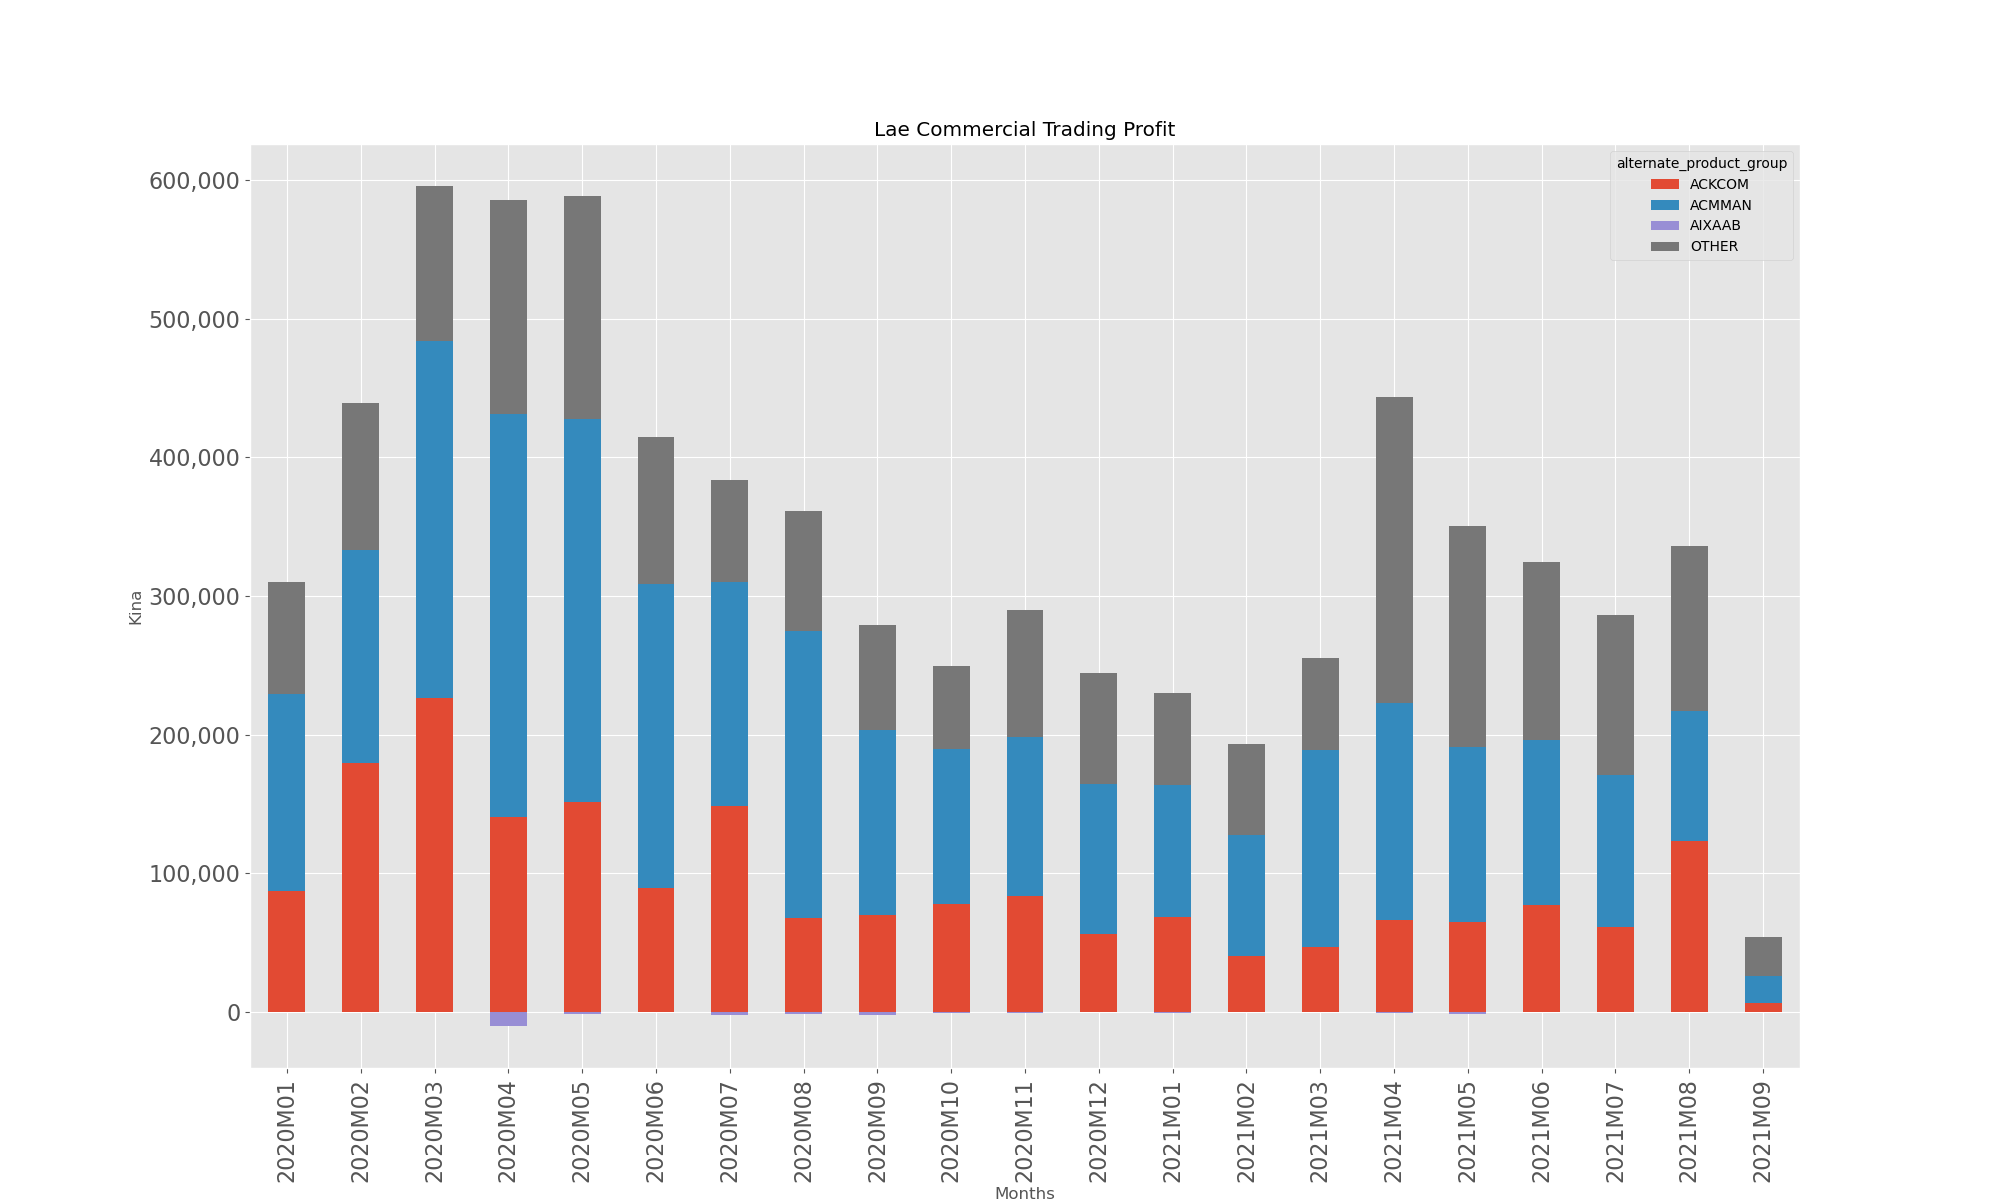 Lae Commercial Trading Profit
alternate_product_group
ACKCOM
ACMMAN
AIXAAB
OTHER
600,000
500,000
400,000
300,000
200,000
100,000
0
Kina
2020M01
2020M02
2020M03
2020M04
2020M05
2020M06
2020M07
2020M08
2020M09
2020M10
2020M11
2020M12
2021M01
2021M02
2021M03
2021M04
2021M05
2021M06
2021M07
2021M08
2021M09
Months